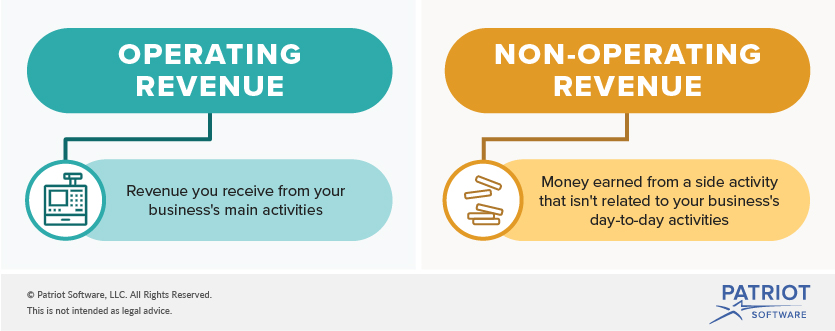 OPERATING
REVENUE
Revenue you receive from your
business's main activities
NON-OPERATING
REVENUE
Money earned from a side activity
that isn't related to your business's
day-to-day activities
© Patriot Software, LLC. All Rights Reserved.
This is not intended as legal advice.
PATRIOT
SOFTWARE